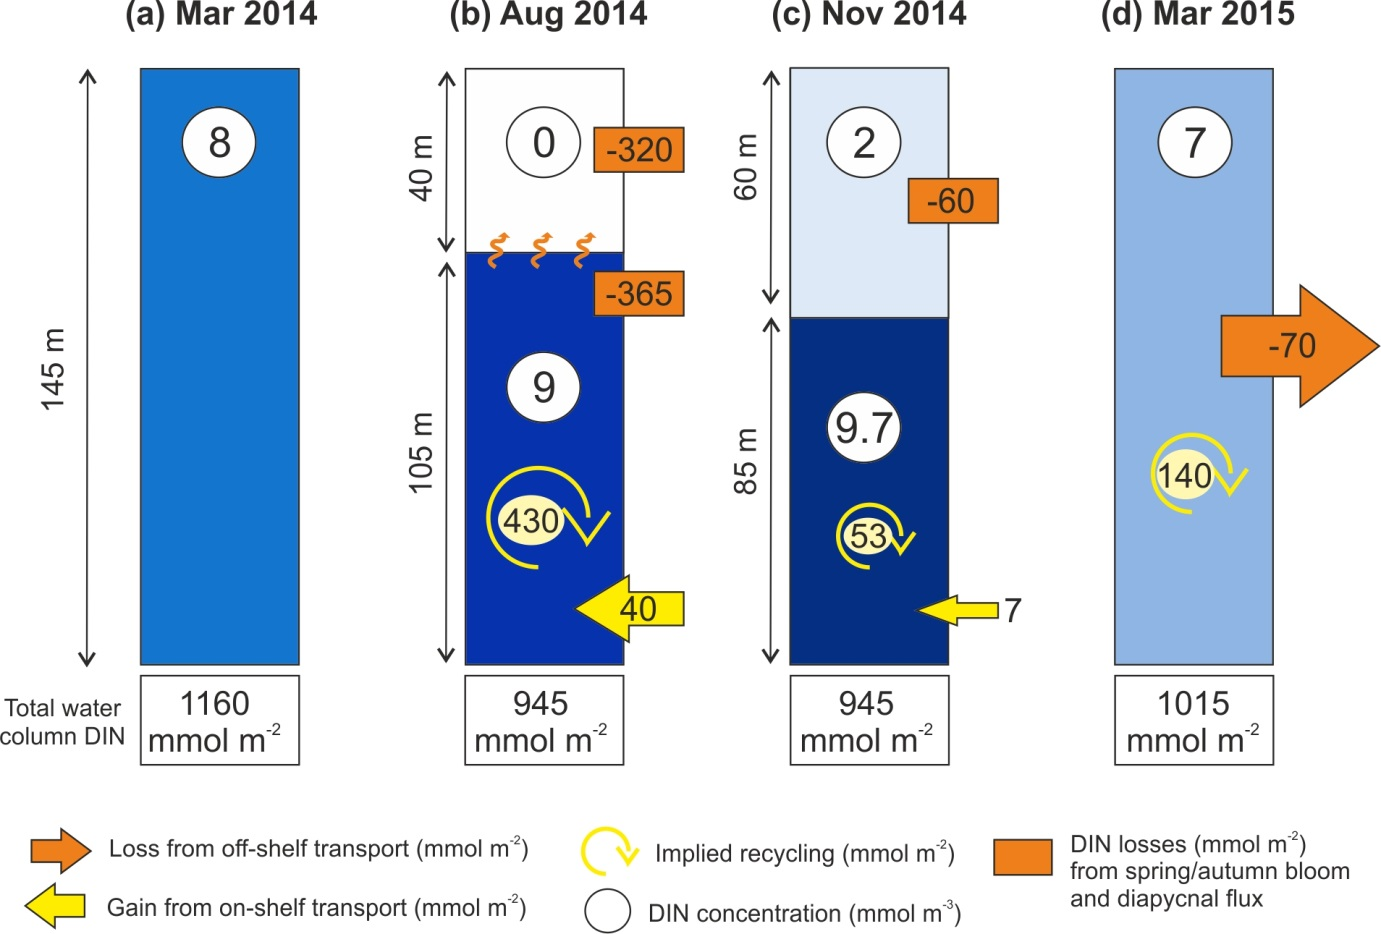 (a) Mar 2014
(b) Aug 2014
(c) Nov 2014
(d) Mar 2015
145 m
8
40 m
105 m
0
-320
-365
9
430
40
60 m
85 m
2
-60
9.7
53
7
7
-70
140
Total water
column DIN
1160
mmol m⁻²
945
mmol m⁻²
945
mmol m⁻²
1015
mmol m⁻²
Loss from off-shelf transport (mmol m⁻²)
Gain from on-shelf transport (mmol m⁻²)
Implied recycling (mmol m⁻²)
DIN concentration (mmol m⁻³)
DIN losses (mmol m⁻²)
from spring/autumn bloom
and diapycnal flux